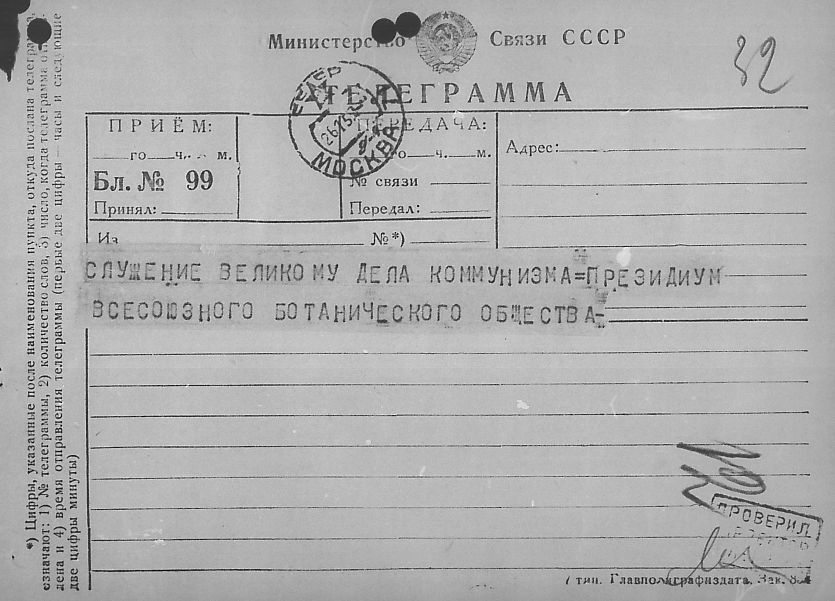 Министерство Связи СССР
32
ТЕЛЕГРАММА
МОСКВА
ПРИЁМ:
го ч. м.
Бл. № 99
Принял:
ПЕРЕДАЧА:
го ч. м.
№ связи
Передал:
Адрес:
Из №*)
СЛУЖЕНИЕ ВЕЛИКОМУ ДЕЛА КОММУНИЗМА=ПРЕЗИДИУМ
ВСЕСОЮЗНОГО БОТАНИЧЕСКОГО ОБЩЕСТВА-
*) Цифры, указанные после наименования пункта, откуда послана телеграм
означают: 1) № телеграммы, 2) количество слов, 3) число, когда телеграмма
дена и 4) время отправления телеграммы (первые две цифры — часы и следующие
две цифры минуты)
ПРОВЕРИЛ
тип. Главполиграфиздата. Зак.